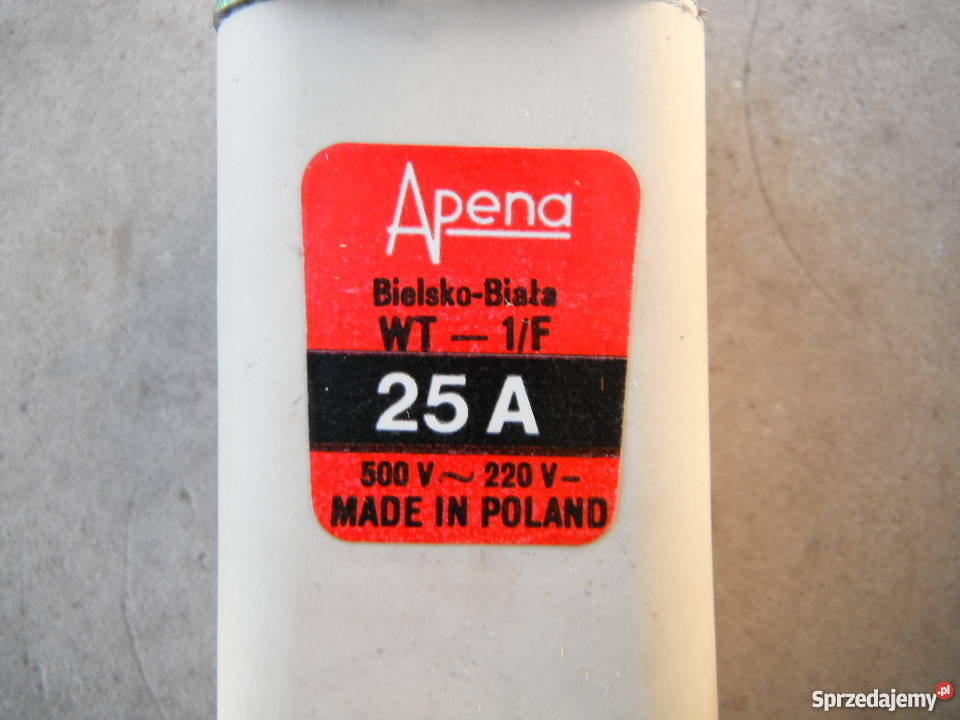 Apena
Bielsko-Biała
WT — 1/F
25 A
500 V ~ 220 V -
MADE IN POLAND
Sprzedajemy.pl